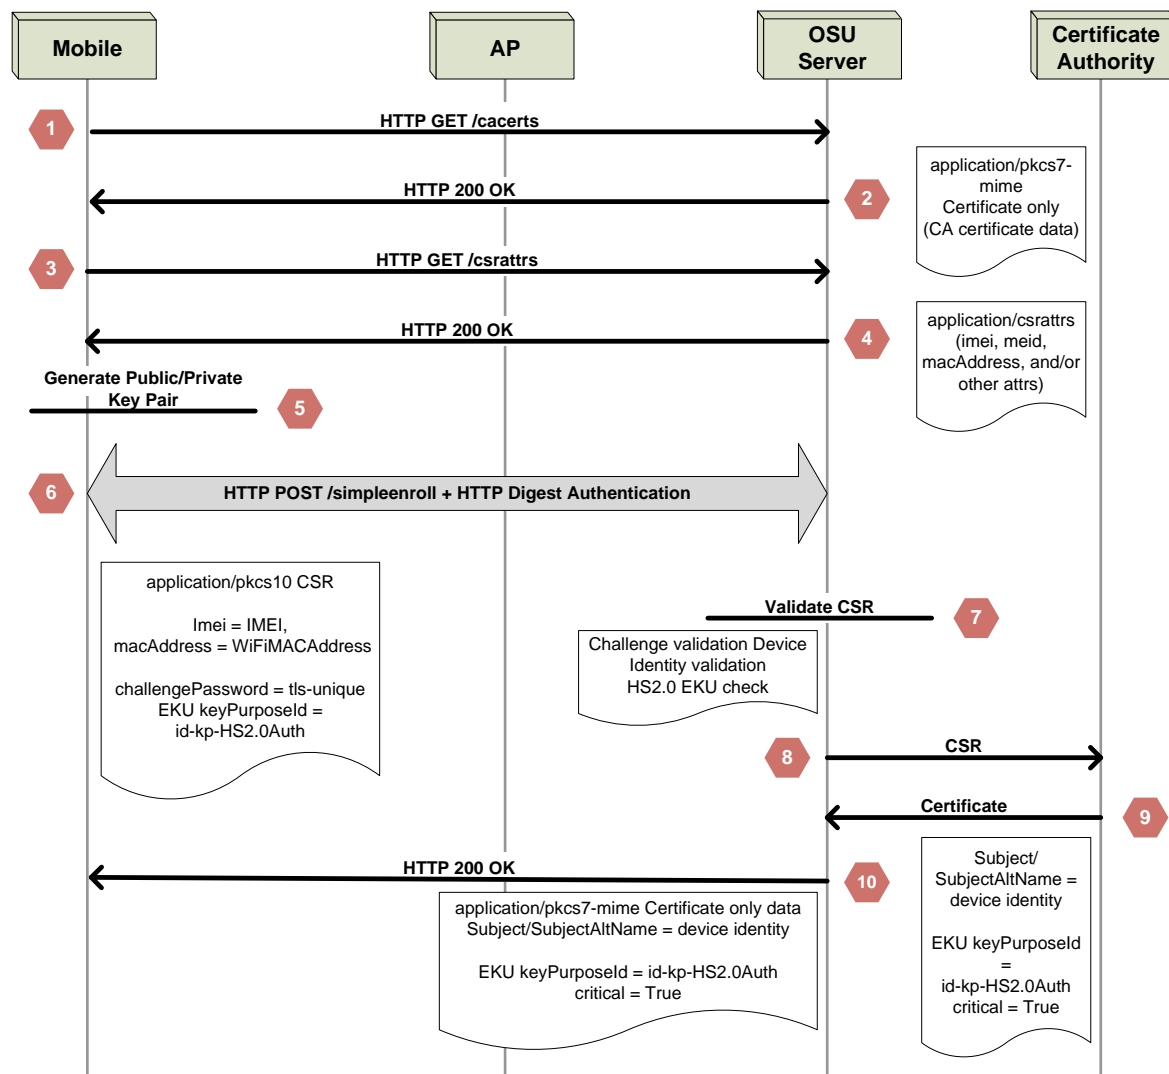 Mobile
AP
OSU
Server
Certificate
Authority
1
HTTP GET /cacerts
HTTP 200 OK
2
application/pkcs7-
mime
Certificate only
(CA certificate data)
3
HTTP GET /csrattrs
HTTP 200 OK
4
application/csrattrs
(imei, meid,
macAddress, and/or
other attrs)
Generate Public/Private
Key Pair
5
6
HTTP POST /simpleenroll + HTTP Digest Authentication
application/pkcs10 CSR
Imei = IMEI,
macAddress = WiFiMACAddress
challengePassword = tls-unique
EKU keyPurposeId =
id-kp-HS2.0Auth
Validate CSR
7
Challenge validation Device
Identity validation
HS2.0 EKU check
8
CSR
Certificate
9
Subject/
SubjectAltName =
device identity
EKU keyPurposeId
=
id-kp-HS2.0Auth
critical = True
HTTP 200 OK
10
application/pkcs7-mime Certificate only data
Subject/SubjectAltName = device identity
EKU keyPurposeId = id-kp-HS2.0Auth
critical = True